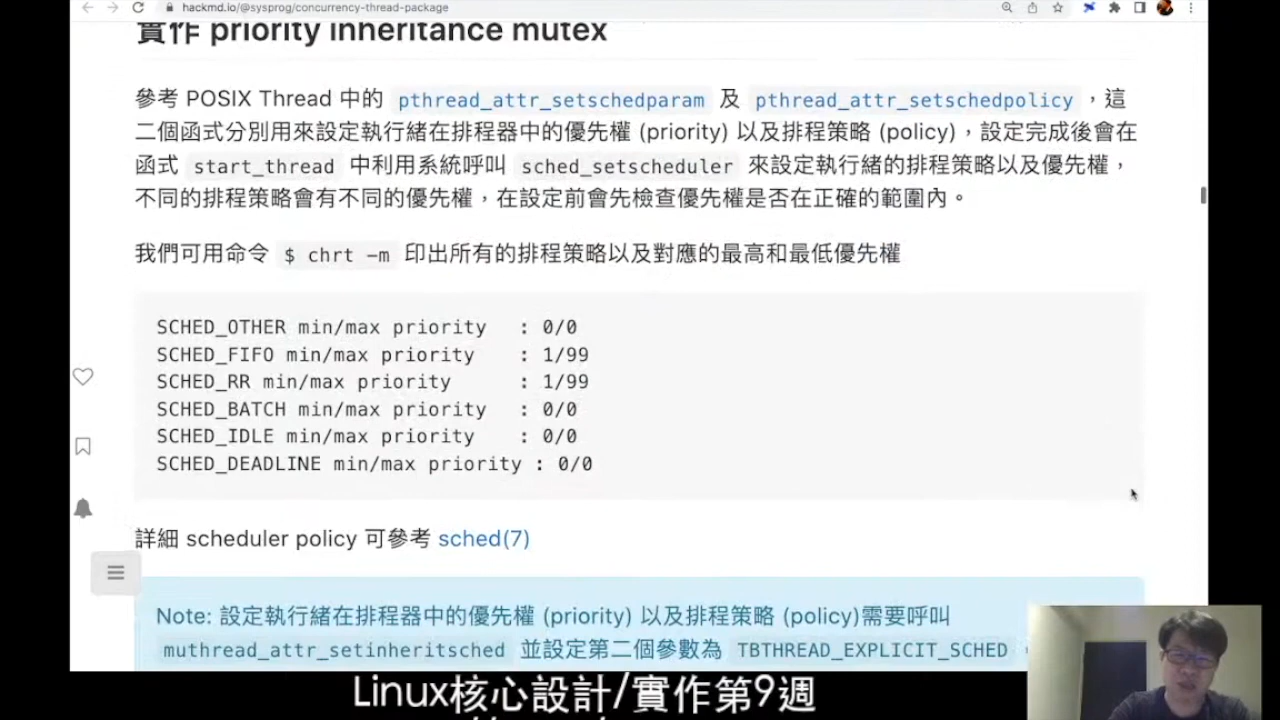 hackmd.io/@sysprog/concurrency-thread-package
實作 priority inheritance mutex
參考 POSIX Thread 中的 pthread_attr_setschedparam 及 pthread_attr_setschedpolicy ，這
二個函式分別用來設定執行緒在排程器中的優先權 (priority) 以及排程策略 (policy)，設定完成後會在
函式 start_thread 中利用系統呼叫 sched_setscheduler 來設定執行緒的排程策略以及優先權，
不同的排程策略會有不同的優先權，在設定前會先檢查優先權是否在正確的範圍內。
我們可用命令 $ chrt -m 印出所有的排程策略以及對應的最高和最低優先權
SCHED_OTHER min/max priority : 0/0
SCHED_FIFO min/max priority : 1/99
SCHED_RR min/max priority : 1/99
SCHED_BATCH min/max priority : 0/0
SCHED_IDLE min/max priority : 0/0
SCHED_DEADLINE min/max priority : 0/0
詳細 scheduler policy 可參考 sched(7)
Note: 設定執行緒在排程器中的優先權 (priority) 以及排程策略 (policy)需要呼叫
muthread_attr_setinheritsched 並設定第二個參數為 TBTHREAD_EXPLICIT_SCHED
Linux核心設計/實作第9週